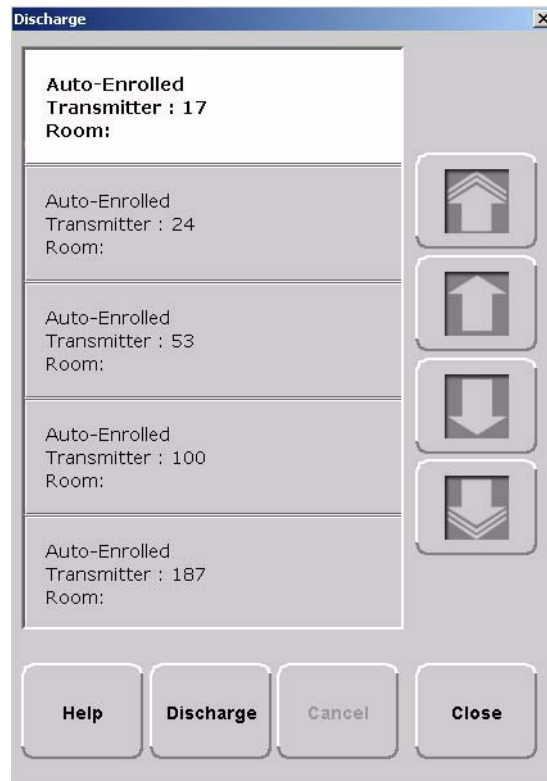 Discharge
Auto-Enrolled
Transmitter : 17
Room:
Auto-Enrolled
Transmitter : 24
Room:
Auto-Enrolled
Transmitter : 53
Room:
Auto-Enrolled
Transmitter : 100
Room:
Auto-Enrolled
Transmitter : 187
Room:
Help
Discharge
Cancel
Close